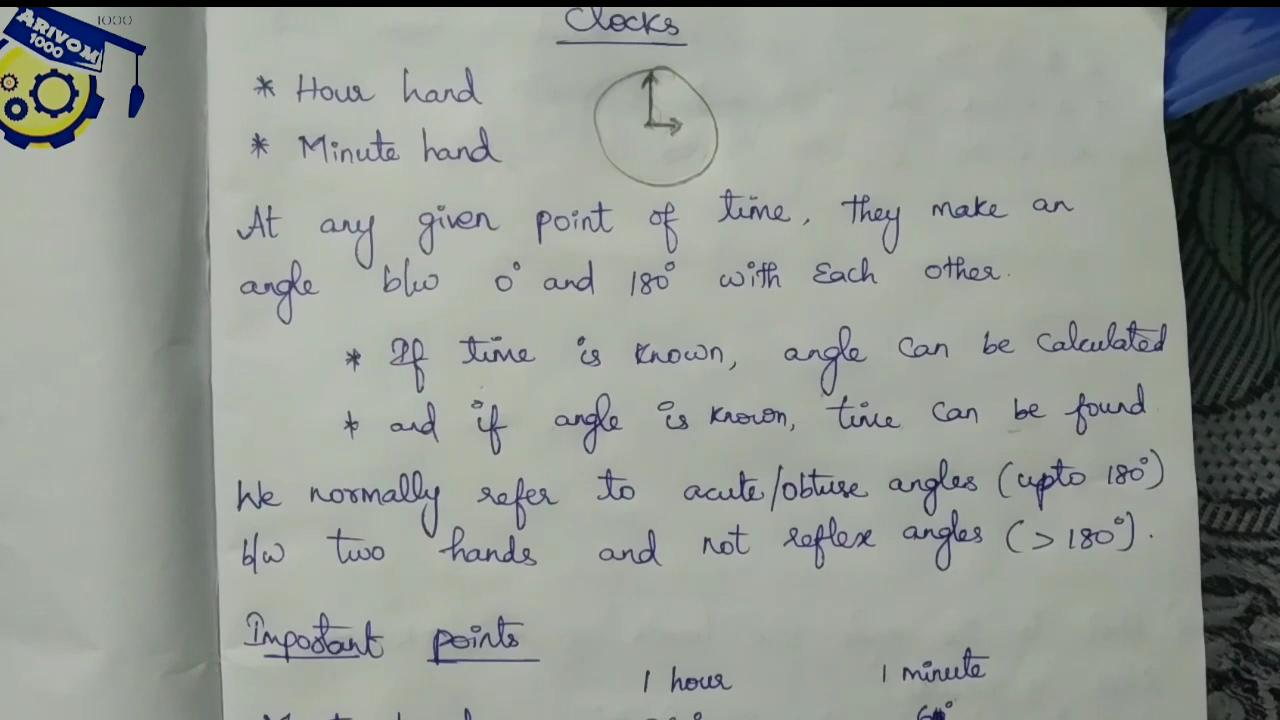 1000
ARIVOM
1000
Clocks
* Hour hand
* Minute hand
At any given point of time, they make an
angle b/w 0° and 180° with Each other.
* If time is known, angle can be calculated
* and if angle is known, time can be found
We normally refer to acute/obtuse angles (upto 180°)
b/w two hands and not reflex angles (>180°).
Important points
1 hour 1 minute